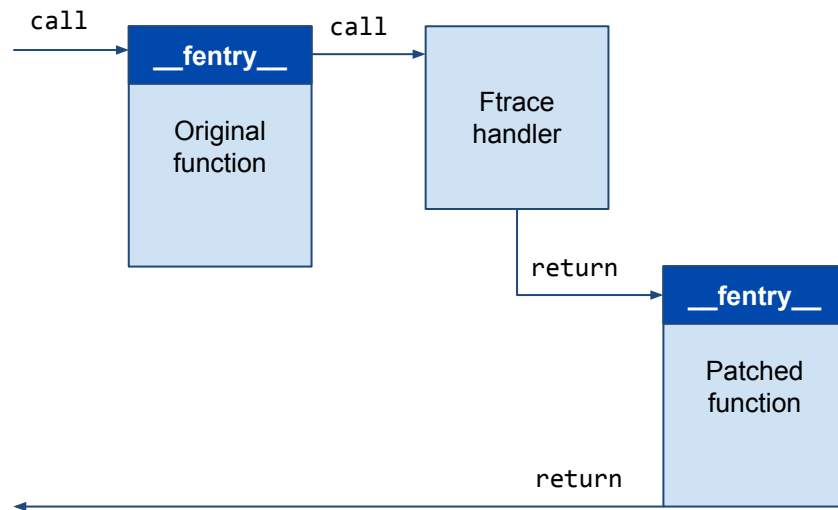 call
call
__fentry__
Original
function
Ftrace
handler
return
__fentry__
Patched
function
return